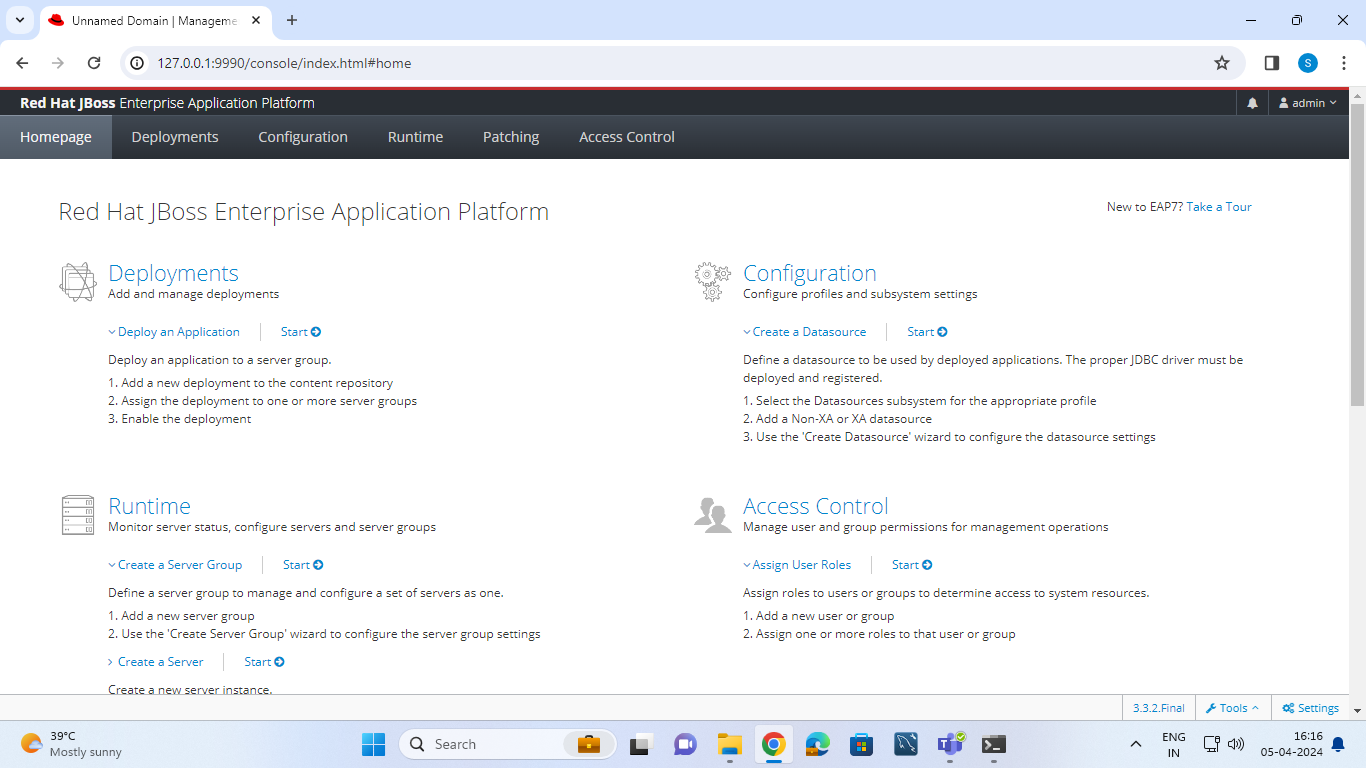 Unnamed Domain | Manageme
127.0.0.1:9990/console/index.html#home
S
Red Hat JBoss Enterprise Application Platform
admin
Homepage Deployments Configuration Runtime Patching Access Control
Red Hat JBoss Enterprise Application Platform
New to EAP7? Take a Tour
Deployments
Add and manage deployments
Deploy an Application Start
Deploy an application to a server group.
1. Add a new deployment to the content repository
2. Assign the deployment to one or more server groups
3. Enable the deployment
Configuration
Configure profiles and subsystem settings
Create a Datasource Start
Define a datasource to be used by deployed applications. The proper JDBC driver must be
deployed and registered.
1. Select the Datasources subsystem for the appropriate profile
2. Add a Non-XA or XA datasource
3. Use the 'Create Datasource' wizard to configure the datasource settings
Runtime
Monitor server status, configure servers and server groups
Create a Server Group Start
Define a server group to manage and configure a set of servers as one.
1. Add a new server group
2. Use the 'Create Server Group' wizard to configure the server group settings
Create a Server Start
Create a new server instance.
Access Control
Manage user and group permissions for management operations
Assign User Roles Start
Assign roles to users or groups to determine access to system resources.
1. Add a new user or group
2. Assign one or more roles to that user or group
3.3.2.Final Tools Settings
39°C
Mostly sunny
Search
ENG
IN
16:16
05-04-2024